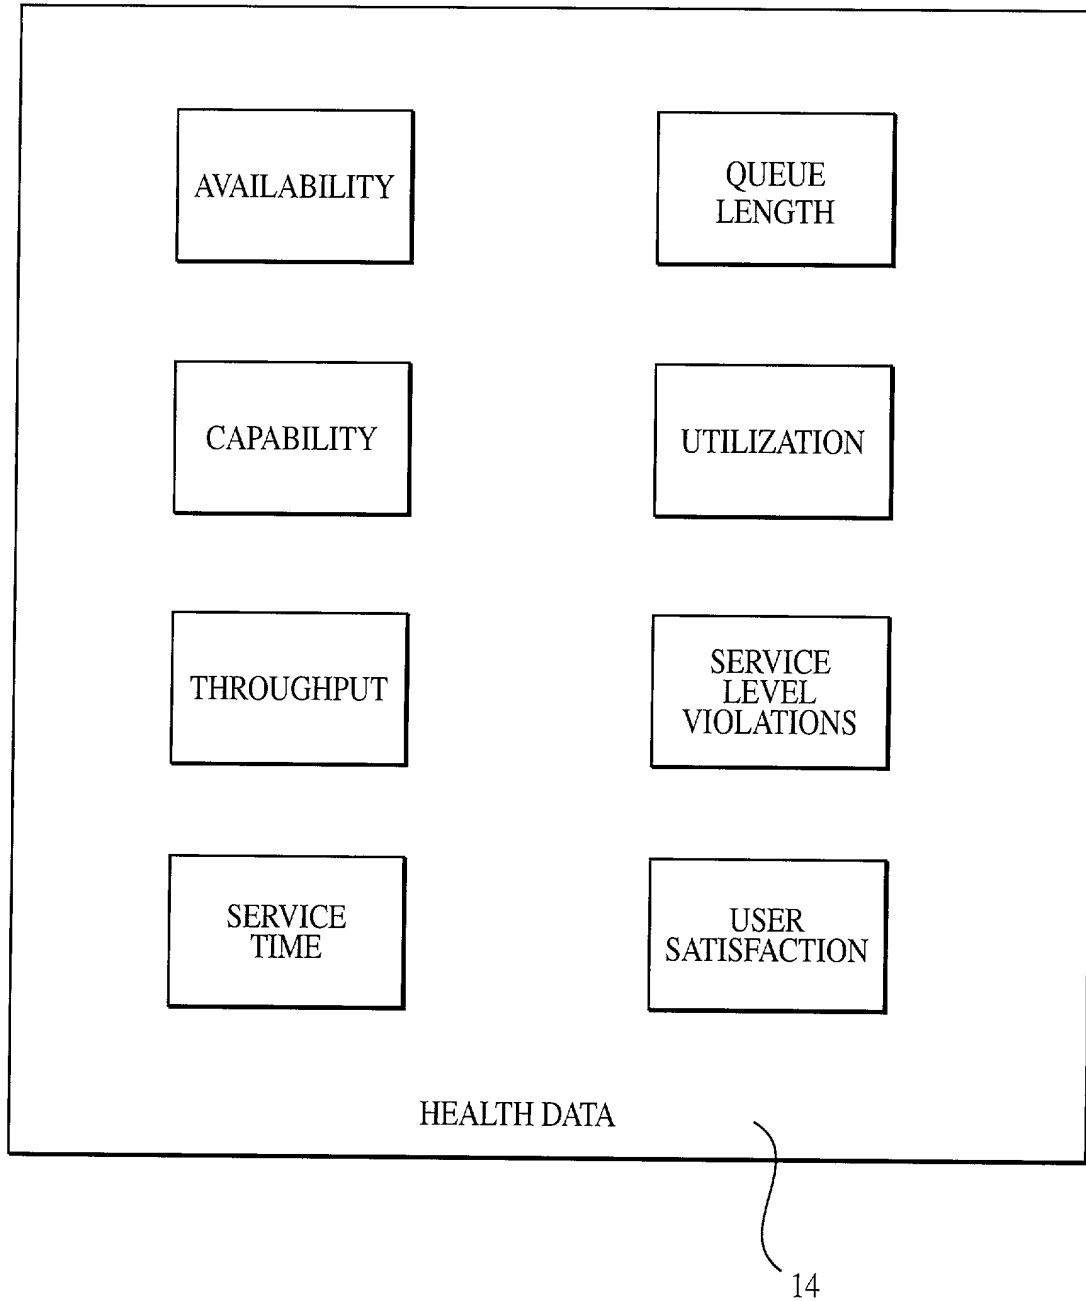 AVAILABILITY
QUEUE
LENGTH
CAPABILITY
UTILIZATION
THROUGHPUT
SERVICE
LEVEL
VIOLATIONS
SERVICE
TIME
USER
SATISFACTION
HEALTH DATA
14